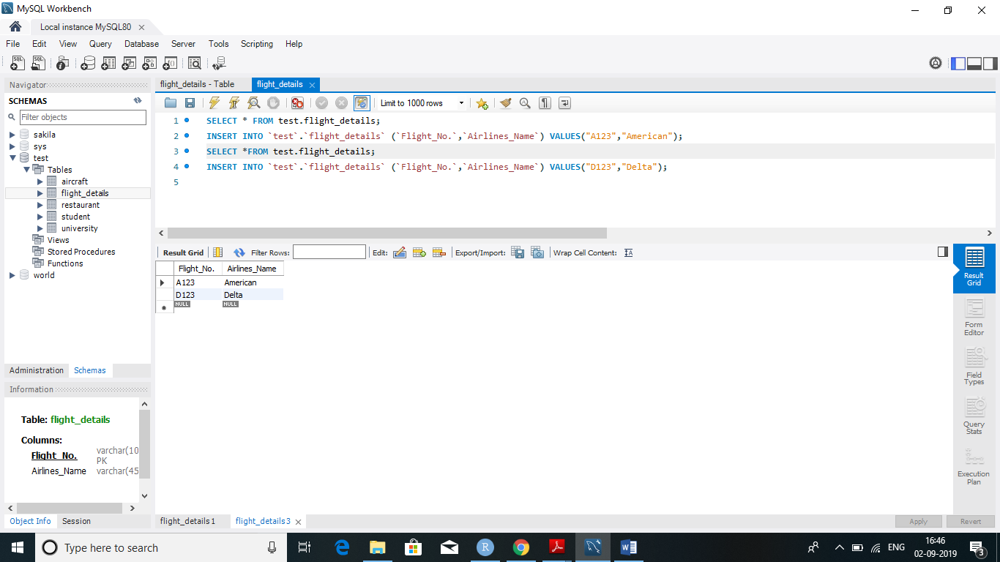 MySQL Workbench
Local instance MySQL80
File Edit View Query Database Server Tools Scripting Help
Navigator
SCHEMAS
Filter objects
sakila
sys
test
Tables
aircraft
flight_details
restaurant
student
university
Views
Stored Procedures
Functions
world
Administration Schemas
Information
Table: flight_details
Columns:
Flight_No. varchar(10
PK
Airlines_Name varchar(45
Object Info Session
flight_details - Table flight_details
Limit to 1000 rows
1 SELECT * FROM test.flight_details;
2 INSERT INTO `test`.`flight_details` (`Flight_No.`,`Airlines_Name`) VALUES("A123","American");
3 SELECT *FROM test.flight_details;
4 INSERT INTO `test`.`flight_details` (`Flight_No.`,`Airlines_Name`) VALUES("D123","Delta");
5
Result Grid Filter Rows: Edit: Export/Import: Wrap Cell Content:
Flight_No. Airlines_Name
A123 American
D123 Delta
NULL NULL
Result
Grid
Form
Editor
Field
Types
Query
Stats
Execution
Plan
flight_details1 flight_details3 Apply Revert
Type here to search
ENG
16:46
02-09-2019
3